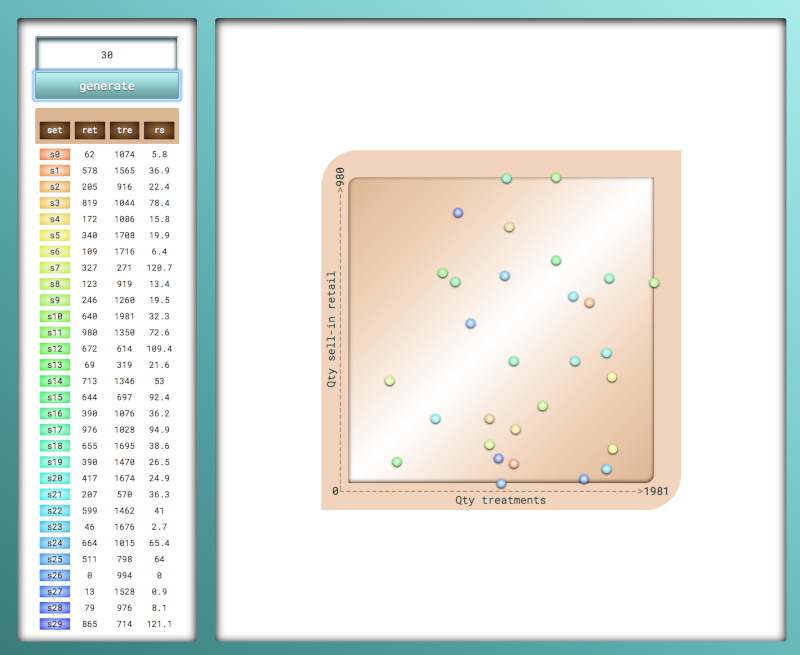 30
generate
set ret tre rs
s0 62 1074 5.8
s1 578 1565 36.9
s2 205 916 22.4
s3 819 1044 78.4
s4 172 1086 15.8
s5 340 1708 19.9
s6 109 1716 6.4
s7 327 271 120.7
s8 123 919 13.4
s9 246 1260 19.5
s10 640 1981 32.3
s11 980 1350 72.6
s12 672 614 109.4
s13 69 319 21.6
s14 713 1346 53
s15 644 697 92.4
s16 390 1076 36.2
s17 976 1028 94.9
s18 655 1695 38.6
s19 390 1470 26.5
s20 417 1674 24.9
s21 207 570 36.3
s22 599 1462 41
s23 46 1676 2.7
s24 664 1015 65.4
s25 511 798 64
s26 0 994 0
s27 13 1528 0.9
s28 79 976 8.1
s29 865 714 121.1
980
Qty sell-in retail
0
1981
Qty treatments